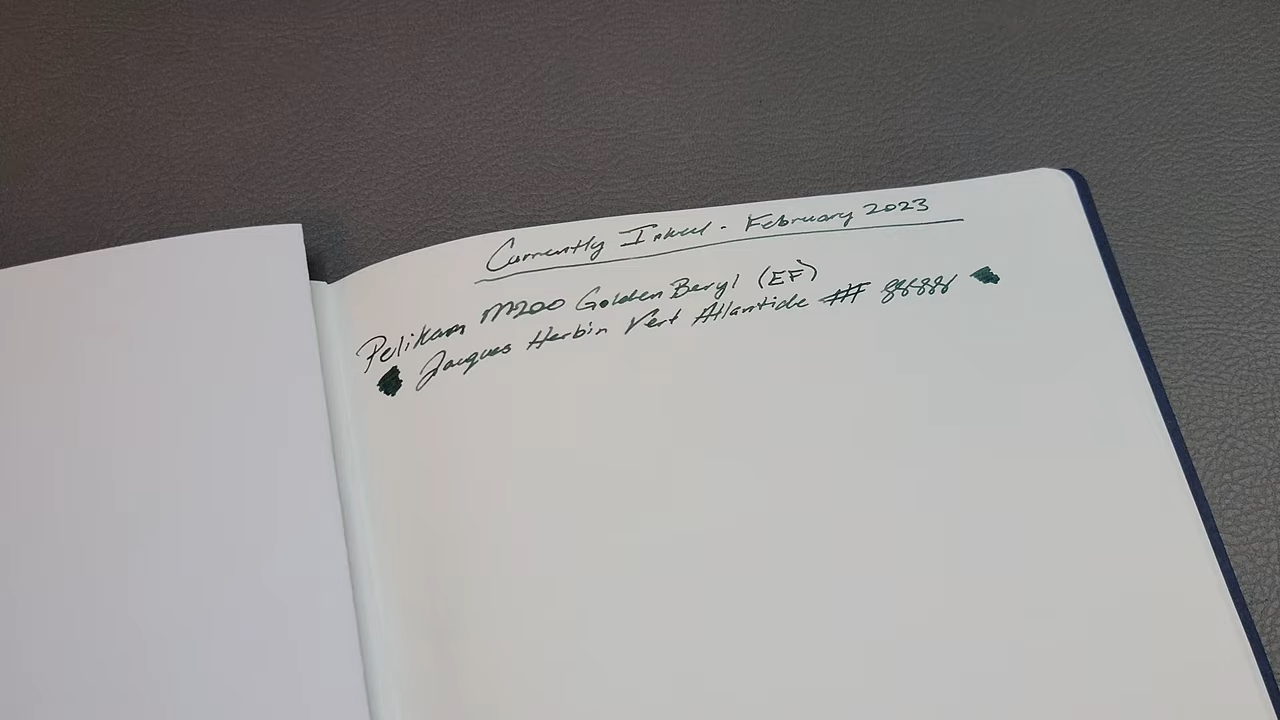 Currently Inked - February 2023
Pelikan M200 Golden Beryl (EF)
Jacques Herbin Vert Atlantide